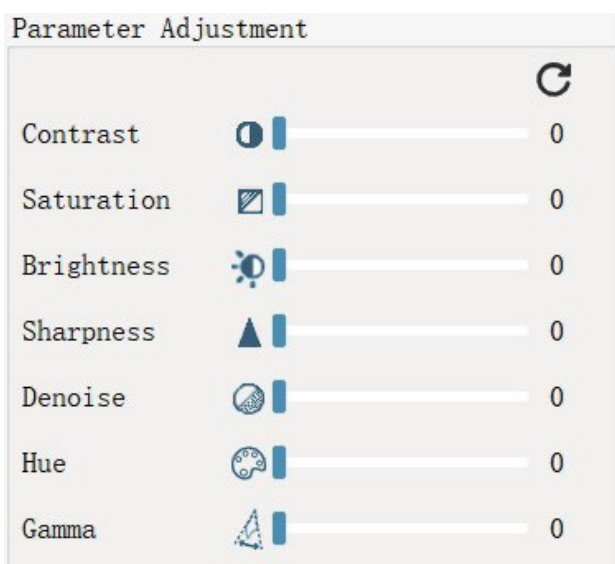 Parameter Adjustment
Contrast 0
Saturation 0
Brightness 0
Sharpness 0
Denoise 0
Hue 0
Gamma 0